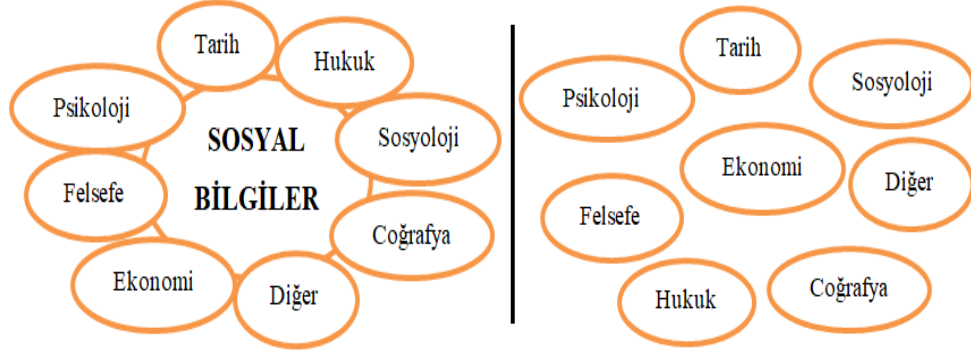 Tarih
Hukuk
Psikoloji
SOSYAL
BİLGİLER
Sosyoloji
Felsefe
Coğrafya
Ekonomi
Diğer
Tarih
Sosyoloji
Psikoloji
Ekonomi
Diğer
Felsefe
Hukuk
Coğrafya